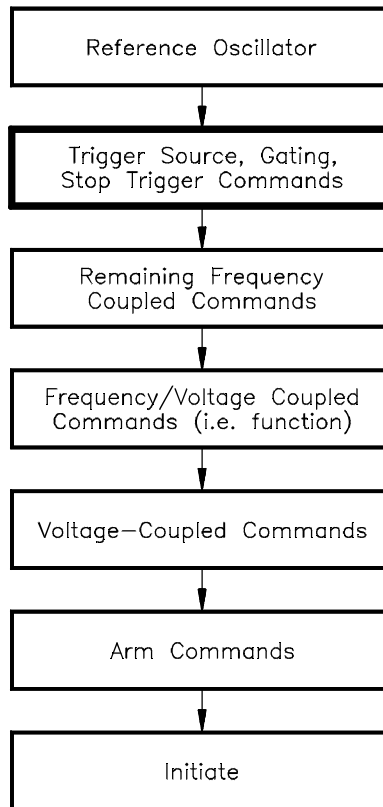 Reference Oscillator
Trigger Source, Gating,
Stop Trigger Commands
Remaining Frequency
Coupled Commands
Frequency/Voltage Coupled
Commands (i.e. function)
Voltage-Coupled Commands
Arm Commands
Initiate